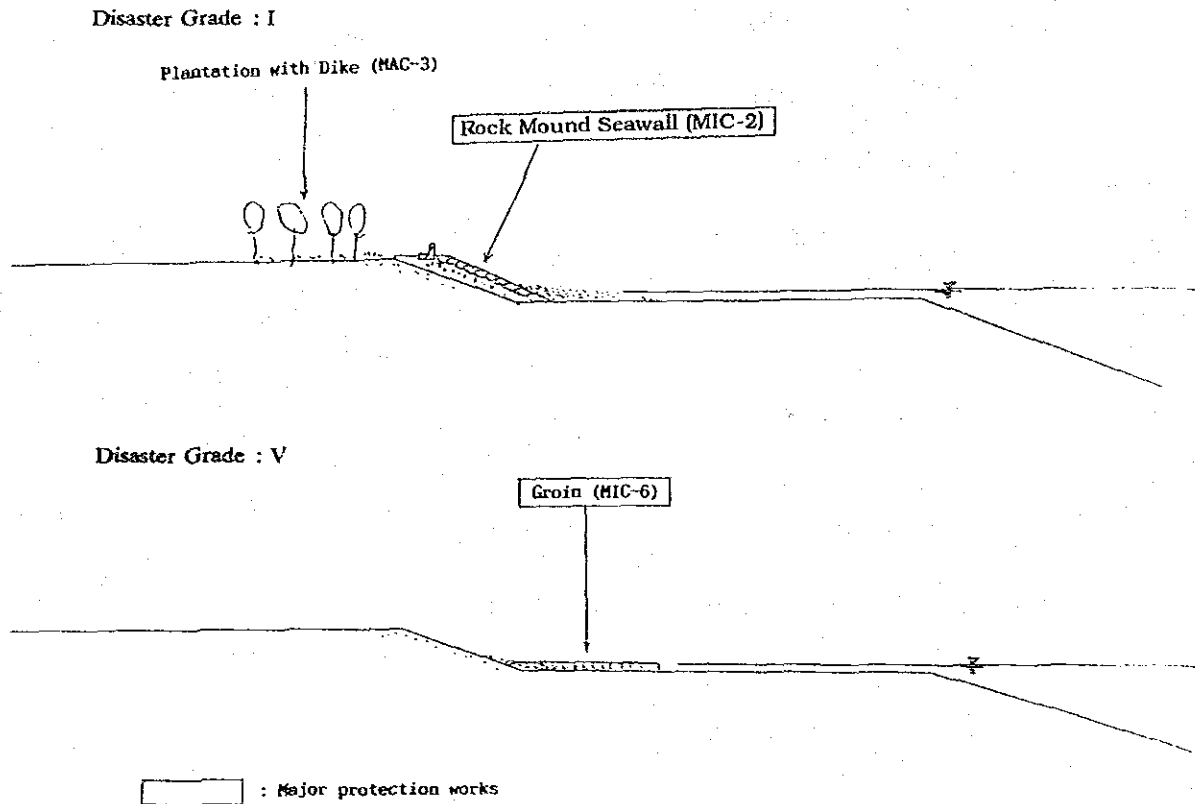 Disaster Grade : I
Plantation with Dike (MAC-3)
Rock Mound Seawall (MIC-2)
Disaster Grade : V
Groin (MIC-6)
: Major protection works